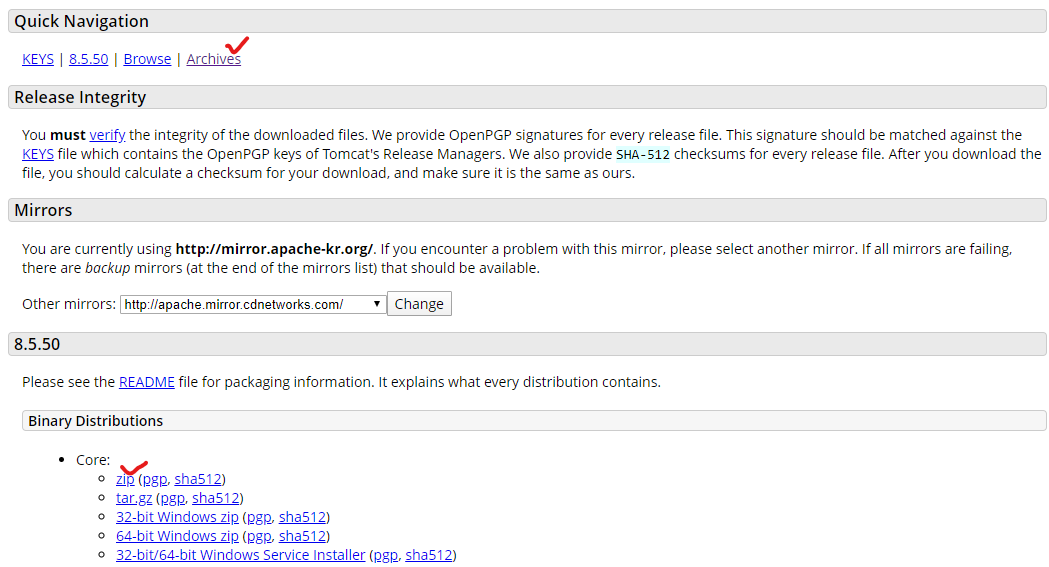 Quick Navigation
KEYS | 8.5.50 | Browse | Archives
Release Integrity
You must verify the integrity of the downloaded files. We provide OpenPGP signatures for every release file. This signature should be matched against the
KEYS file which contains the OpenPGP keys of Tomcat's Release Managers. We also provide SHA-512 checksums for every release file. After you download the
file, you should calculate a checksum for your download, and make sure it is the same as ours.
Mirrors
You are currently using http://mirror.apache-kr.org/. If you encounter a problem with this mirror, please select another mirror. If all mirrors are failing,
there are backup mirrors (at the end of the mirrors list) that should be available.
Other mirrors: http://apache.mirror.cdnetworks.com/ Change
8.5.50
Please see the README file for packaging information. It explains what every distribution contains.
Binary Distributions
Core:
zip (pgp, sha512)
tar.gz (pgp, sha512)
32-bit Windows zip (pgp, sha512)
64-bit Windows zip (pgp, sha512)
32-bit/64-bit Windows Service Installer (pgp, sha512)